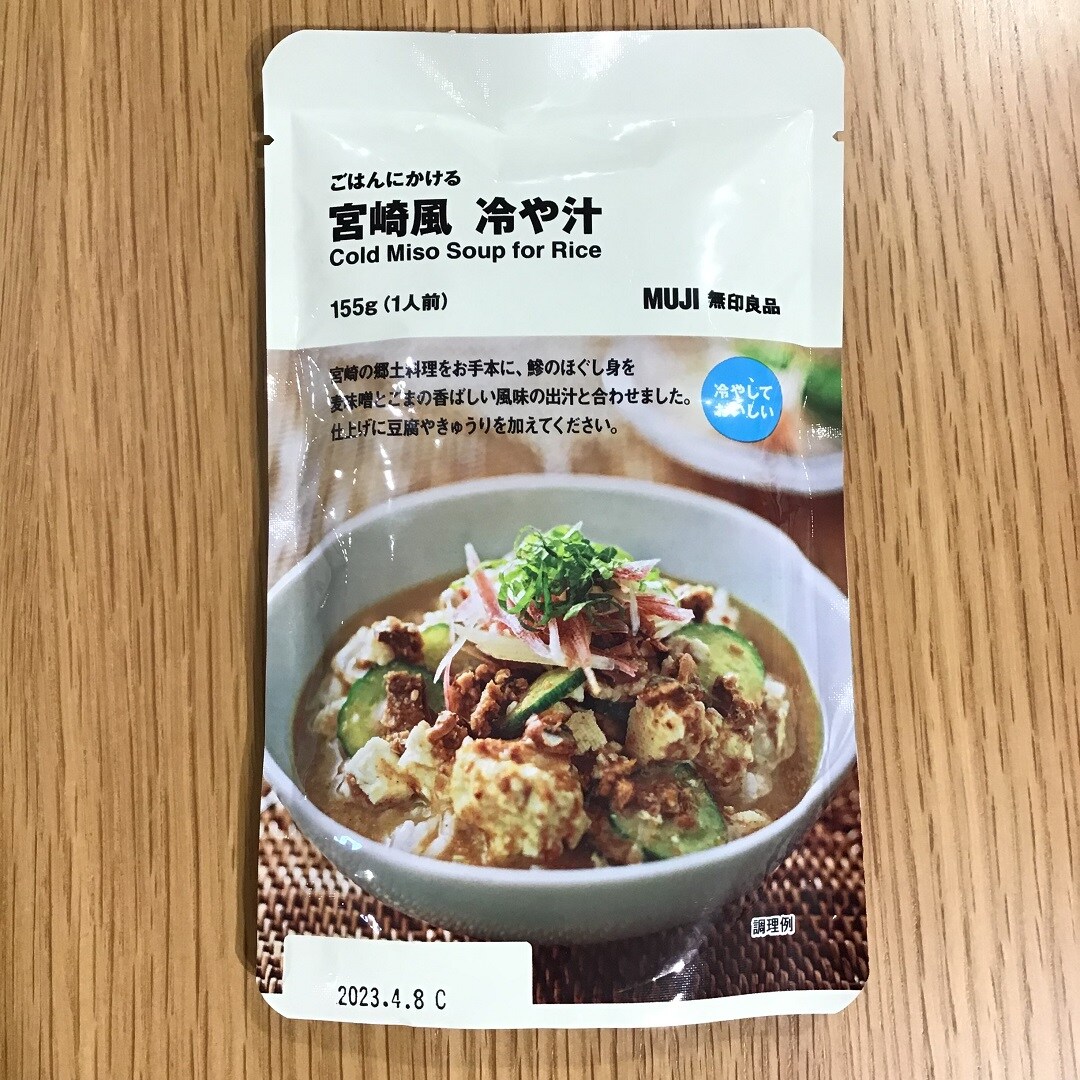 ごはんにかける
宮崎風 冷や汁
Cold Miso Soup for Rice
155g(1人前)
MUJI 無印良品
宮崎の郷土料理をお手本に、鯵のほぐし身を
麦味噌とごまの香ばしい風味の出汁と合わせました。
仕上げに豆腐やきゅうりを加えてください。
冷やして
おいしい
調理例
2023.4.8 C